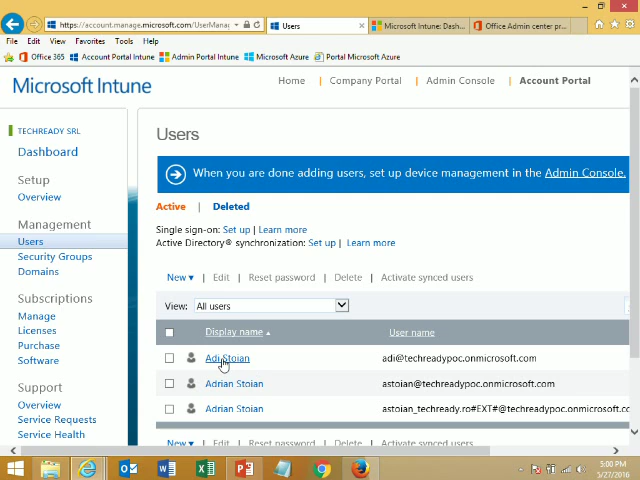 https://account.manage.microsoft.com/UserManag
Users
Microsoft Intune: Dash...
Office Admin center pr...
File Edit View Favorites Tools Help
Office 365 Account Portal Intune Admin Portal Intune Microsoft Azure Portal Microsoft Azure
Microsoft Intune
Home | Company Portal | Admin Console | Account Portal
TECHREADY SRL
Dashboard
Setup
Overview
Management
Users
Security Groups
Domains
Subscriptions
Manage
Licenses
Purchase
Software
Support
Overview
Service Requests
Service Health
Users
When you are done adding users, set up device management in the Admin Console.
Active | Deleted
Single sign-on: Set up | Learn more
Active Directory® synchronization: Set up | Learn more
New | Edit | Reset password | Delete | Activate synced users
View: All users
Display name User name
Adi Stoian adi@techreadypoc.onmicrosoft.com
Adrian Stoian astoian@techreadypoc.onmicrosoft.com
Adrian Stoian astoian_techready.ro#EXT#@techreadypoc.onmicrosoft.co
New | Edit | Reset password | Delete | Activate synced users
5:00 PM
5/27/2016